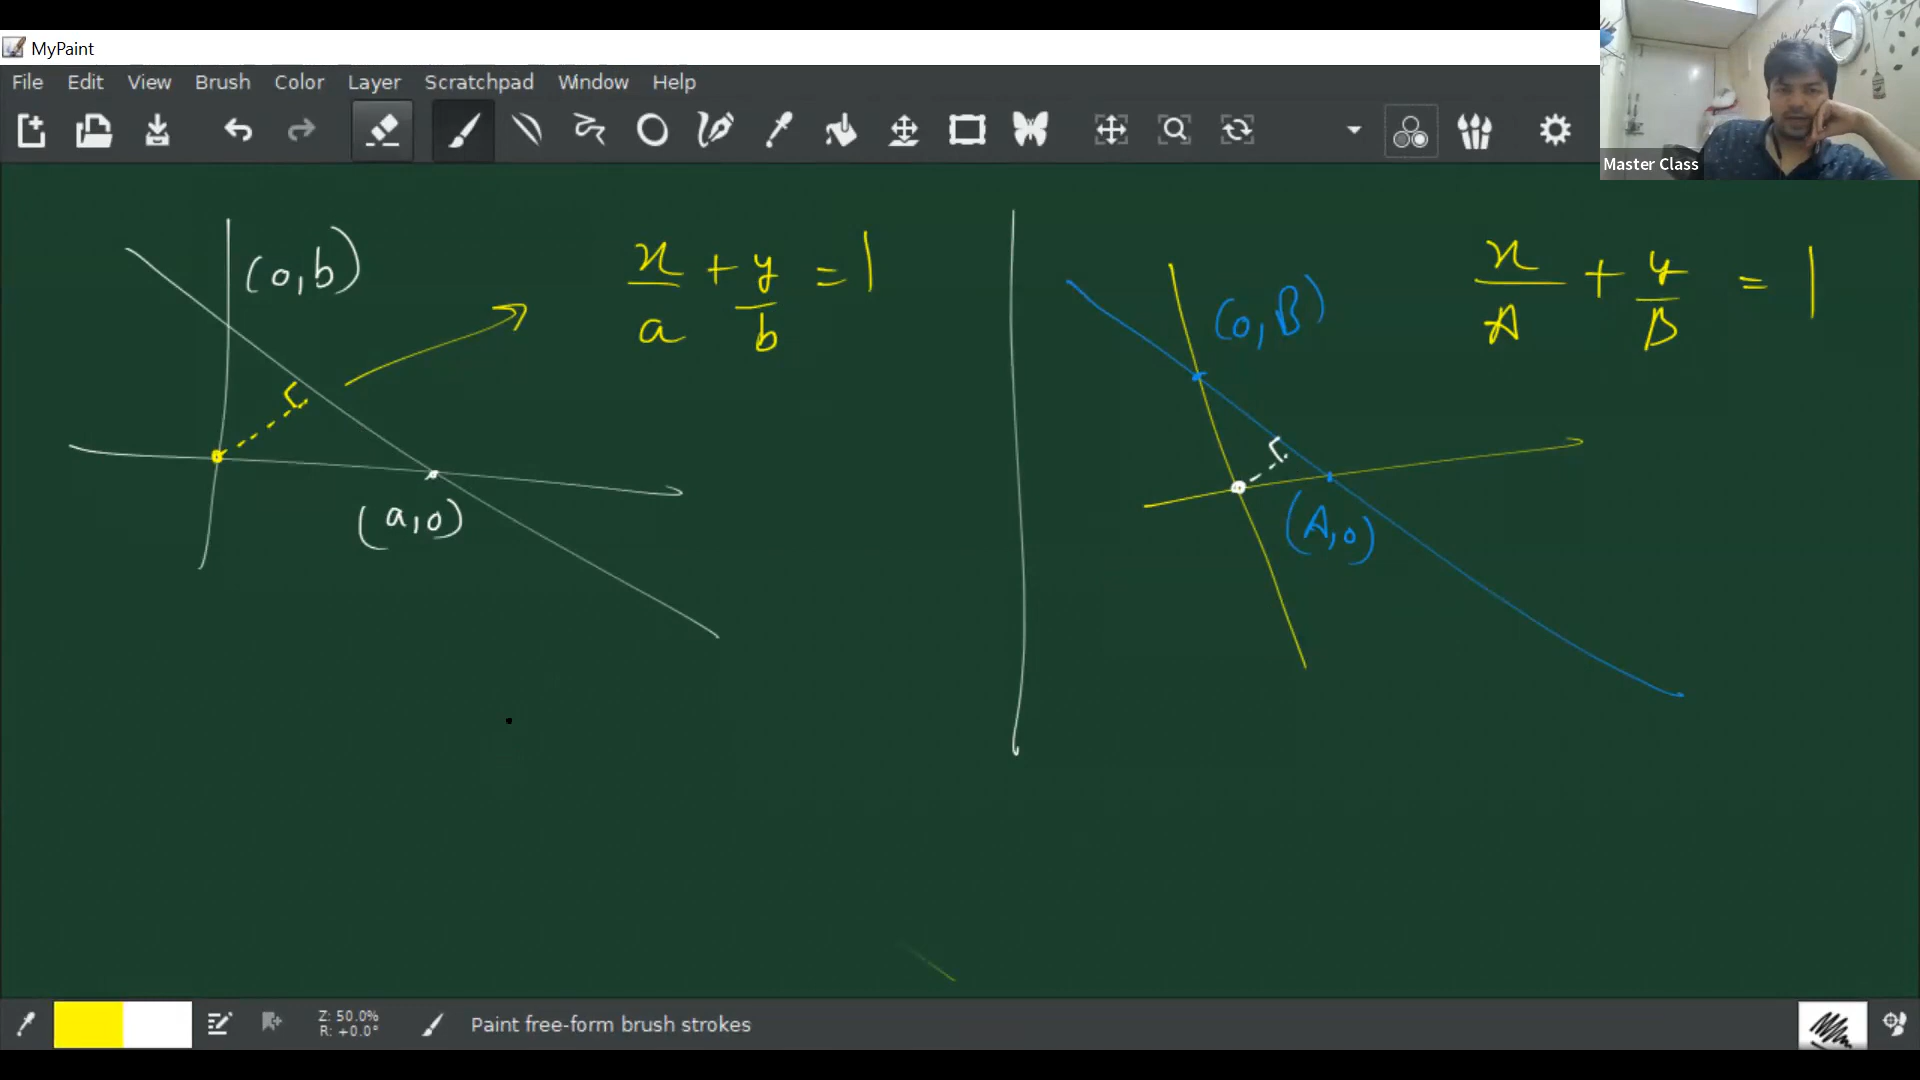 MyPaint
File Edit View Brush Color Layer Scratchpad Window Help
Master Class
(0,b)
x/a + y/b = 1
(a,0)
(0,B)
x/A + y/B = 1
(A,0)
Z: 50.0%
R: +0.0°
Paint free-form brush strokes